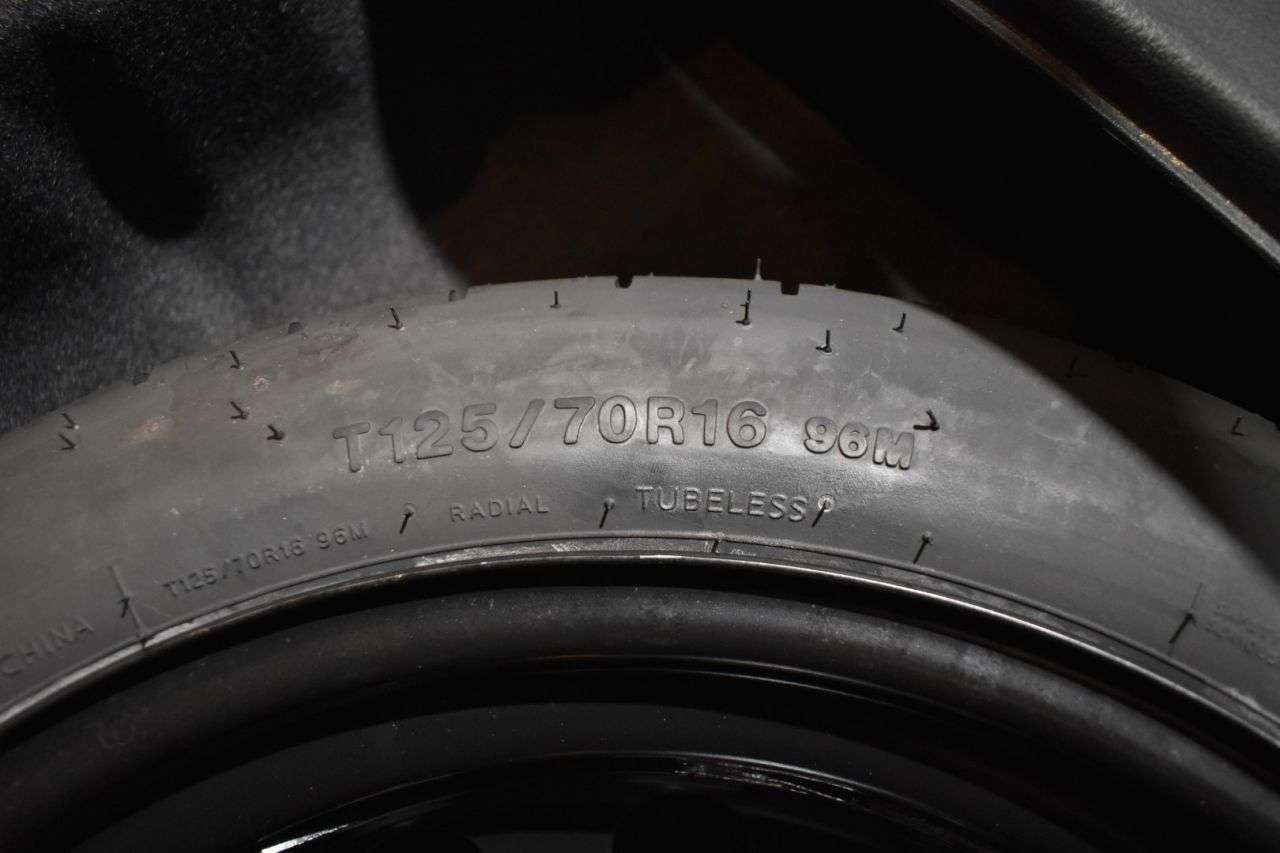 T125/70R16 96M
RADIAL TUBELESS
T125/70R16 96M
CHINA